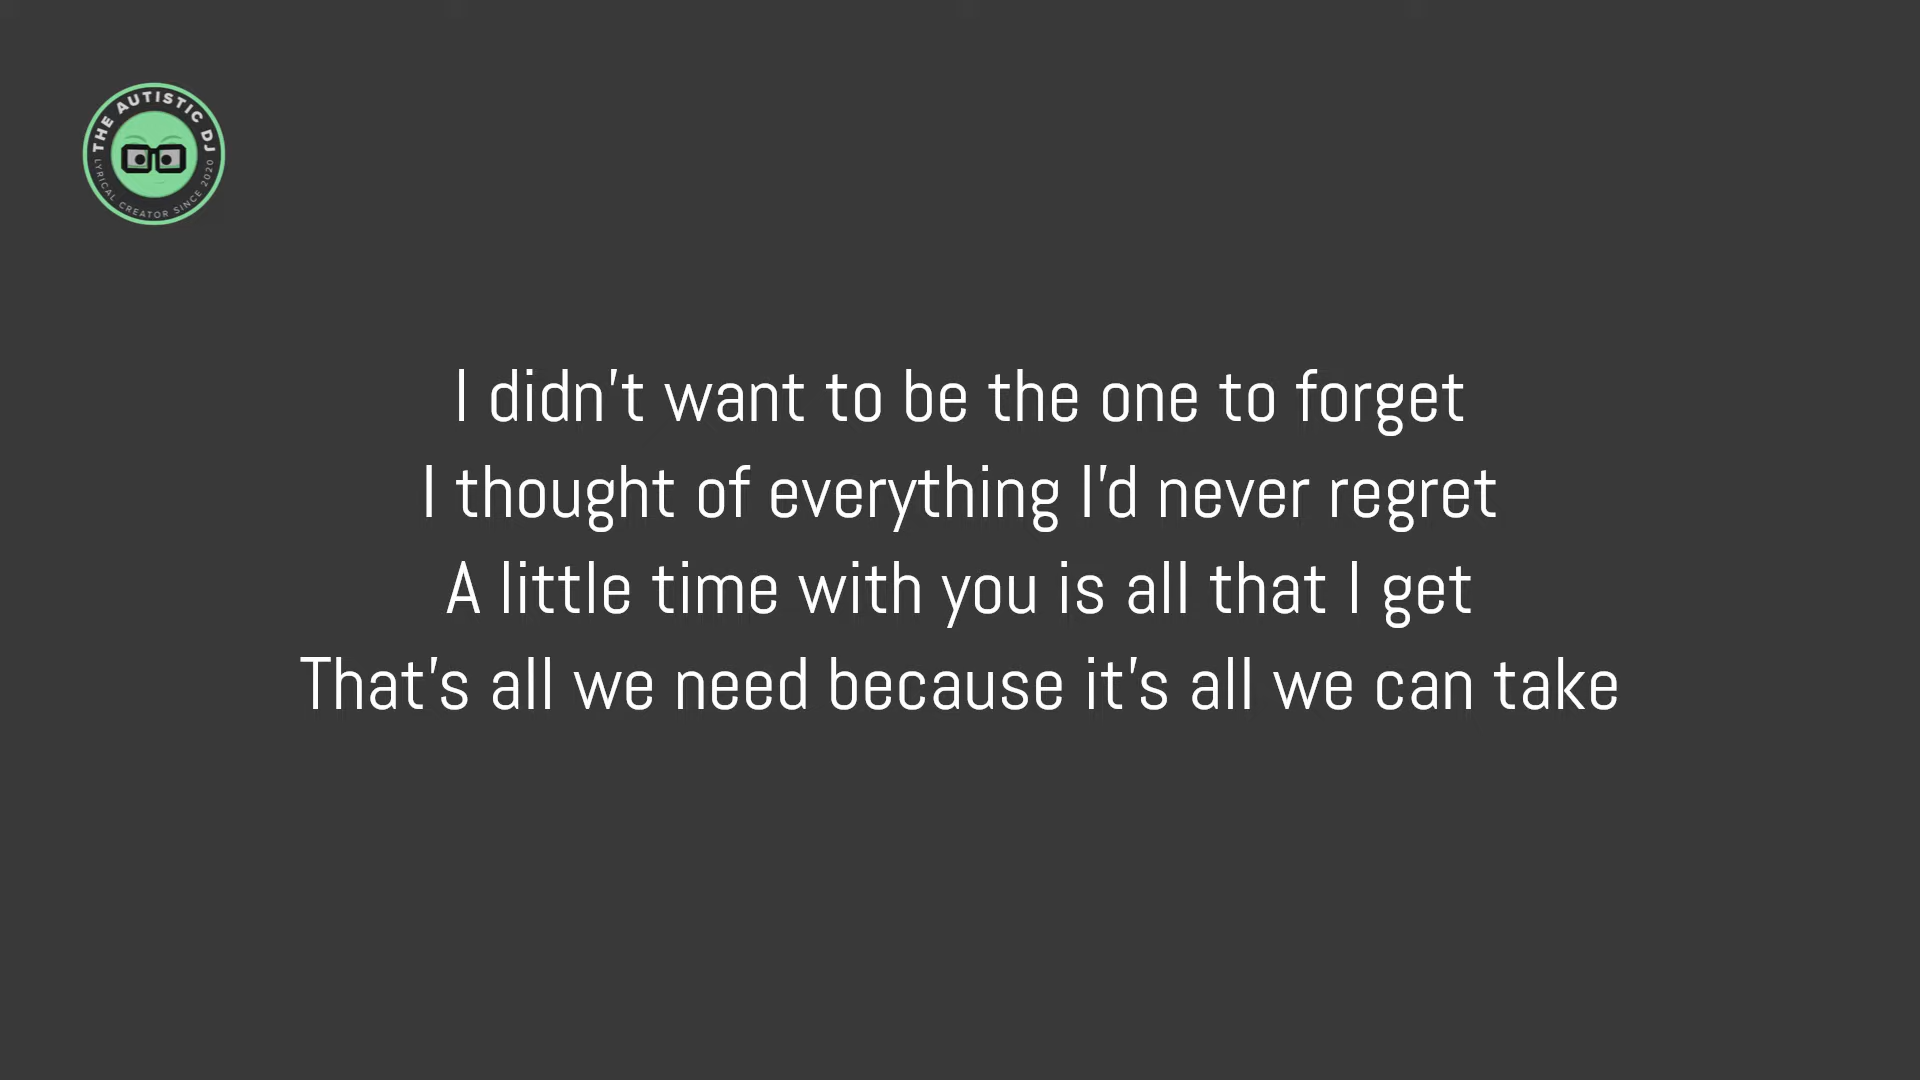 THE AUTISTIC DJ
LYRICAL CREATOR SINCE 2020
I didn't want to be the one to forget
I thought of everything I'd never regret
A little time with you is all that I get
That's all we need because it's all we can take